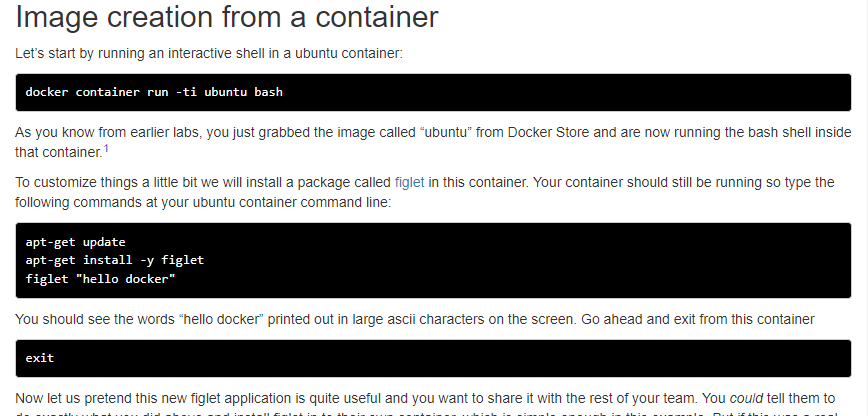 Image creation from a container
Let’s start by running an interactive shell in a ubuntu container:
docker container run -ti ubuntu bash
As you know from earlier labs, you just grabbed the image called “ubuntu” from Docker Store and are now running the bash shell inside
that container.1
To customize things a little bit we will install a package called figlet in this container. Your container should still be running so type the
following commands at your ubuntu container command line:
apt-get update
apt-get install -y figlet
figlet "hello docker"
You should see the words “hello docker” printed out in large ascii characters on the screen. Go ahead and exit from this container
exit
Now let us pretend this new figlet application is quite useful and you want to share it with the rest of your team. You could tell them to